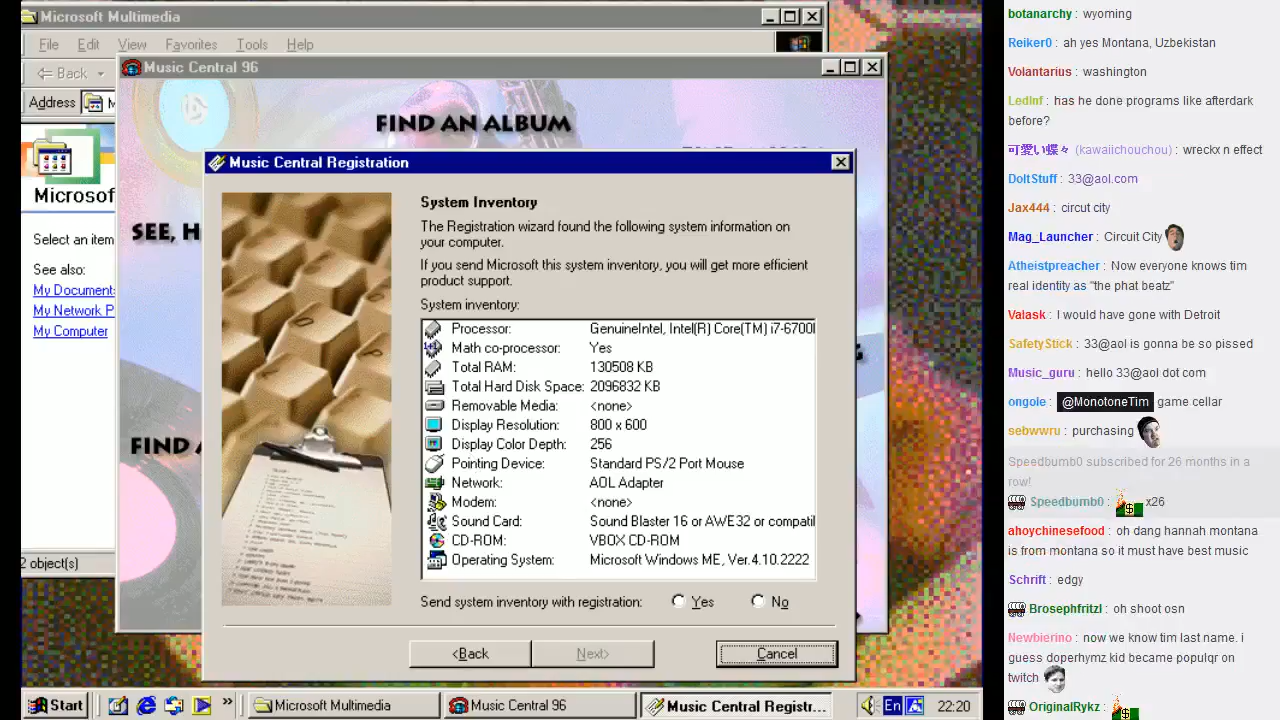 Microsoft Multimedia
File Edit View Favorites Tools Help
Back
Address
Music Central 96
FIND AN ALBUM
Microsof
Select an item
See also:
My Document
My Network P
My Computer
2 object(s)
SEE, H
FIND A
Music Central Registration
System Inventory
The Registration wizard found the following system information on
your computer.
If you send Microsoft this system inventory, you will get more efficient
product support.
System inventory:
Processor: GenuineIntel, Intel(R) Core(TM) i7-6700
Math co-processor: Yes
Total RAM: 130508 KB
Total Hard Disk Space: 2096832 KB
Removable Media: <none>
Display Resolution: 800 x 600
Display Color Depth: 256
Pointing Device: Standard PS/2 Port Mouse
Network: AOL Adapter
Modem: <none>
Sound Card: Sound Blaster 16 or AWE32 or compati
CD-ROM: VBOX CD-ROM
Operating System: Microsoft Windows ME, Ver.4.10.2222
Send system inventory with registration: Yes No
<Back Next> Cancel
Start Microsoft Multimedia Music Central 96 Music Central Registr... En 22:20
botanarchy : wyoming
Reiker0 : ah yes Montana, Uzbekistan
Volantarius : washington
LedInf : has he done programs like afterdark
before?
可愛い蝶々 (kawaiichouchou) : wreckx n effect
DoItStuff : 33@aol.com
Jax444 : circut city
Mag_Launcher : Circuit City
Atheistpreacher : Now everyone knows tim
real identity as "the phat beatz"
Valask : I would have gone with Detroit
SafetyStick : 33@aol is gonna be so pissed
Music_guru : hello 33@aol dot com
ongole : @MonotoneTim game cellar
sebwwru : purchasing
Speedbumb0 subscribed for 26 months in a
row!
Speedbumb0 : x26
ahoychinesefood : but dang hannah montana
is from montana so it must have best music
Schrift : edgy
Brosephfritzl : oh shoot osn
Newbierino : now we know tim last name. i
guess doperhymz kid became populqr on
twitch
OriginalRykz :